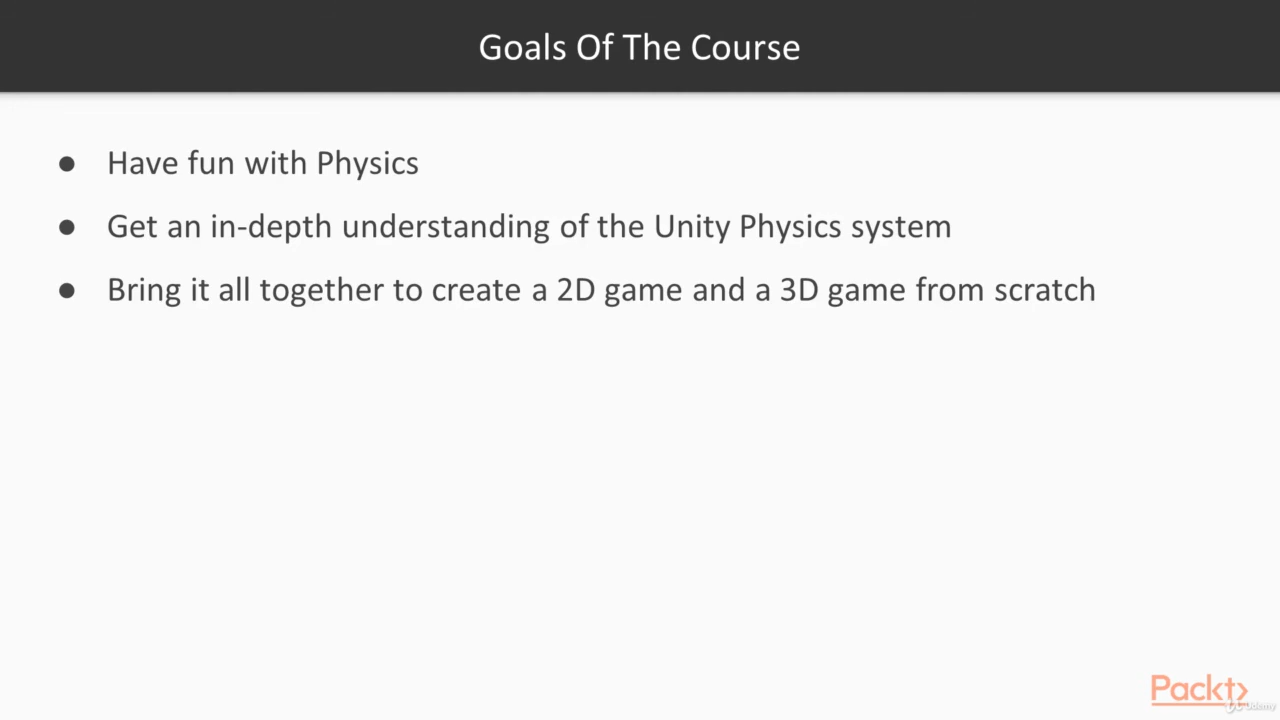 Goals Of The Course
● Have fun with Physics
● Get an in-depth understanding of the Unity Physics system
● Bring it all together to create a 2D game and a 3D game from scratch
Packt
Udemy